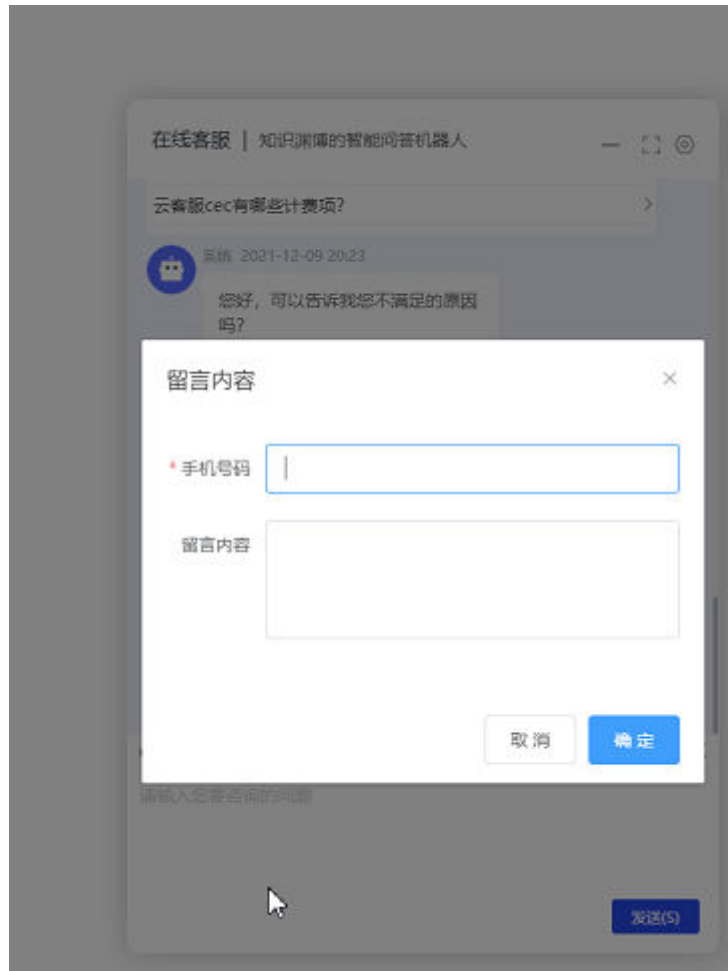 在线客服 | 知识渊博的智能问答机器人
云客服cec有哪些计费项?
系统 2021-12-09 20:23
您好，可以告诉我您不满足的原因
吗?
留言内容
* 手机号码
留言内容
取消 确定
请输入您要咨询的问题
发送(S)